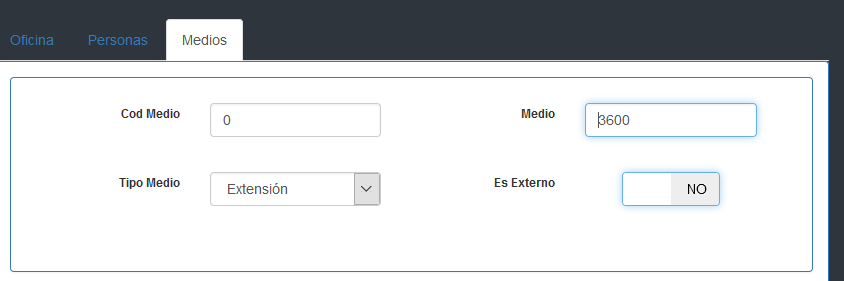 Oficina Personas Medios
Cod Medio 0 Medio 3600
Tipo Medio Extensión Es Externo NO